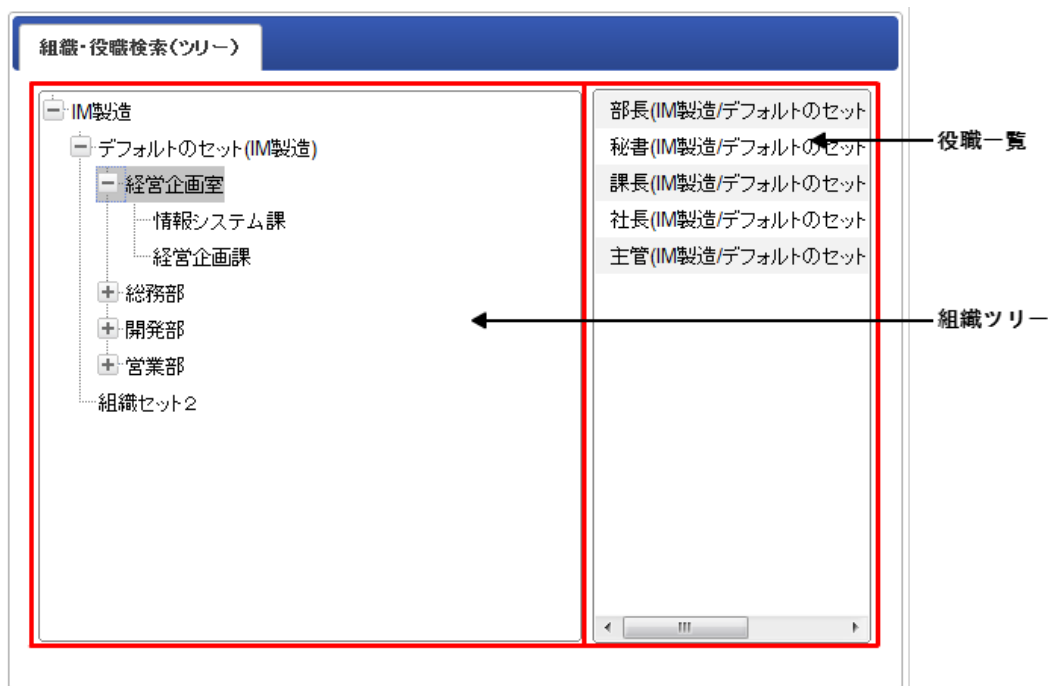 組織・役職検索(ツリー)
IM製造
デフォルトのセット(IM製造)
経営企画室
情報システム課
経営企画課
総務部
開発部
営業部
組織セット2
部長(IM製造/デフォルトのセット
秘書(IM製造/デフォルトのセット
課長(IM製造/デフォルトのセット
社長(IM製造/デフォルトのセット
主管(IM製造/デフォルトのセット
役職一覧
組織ツリー